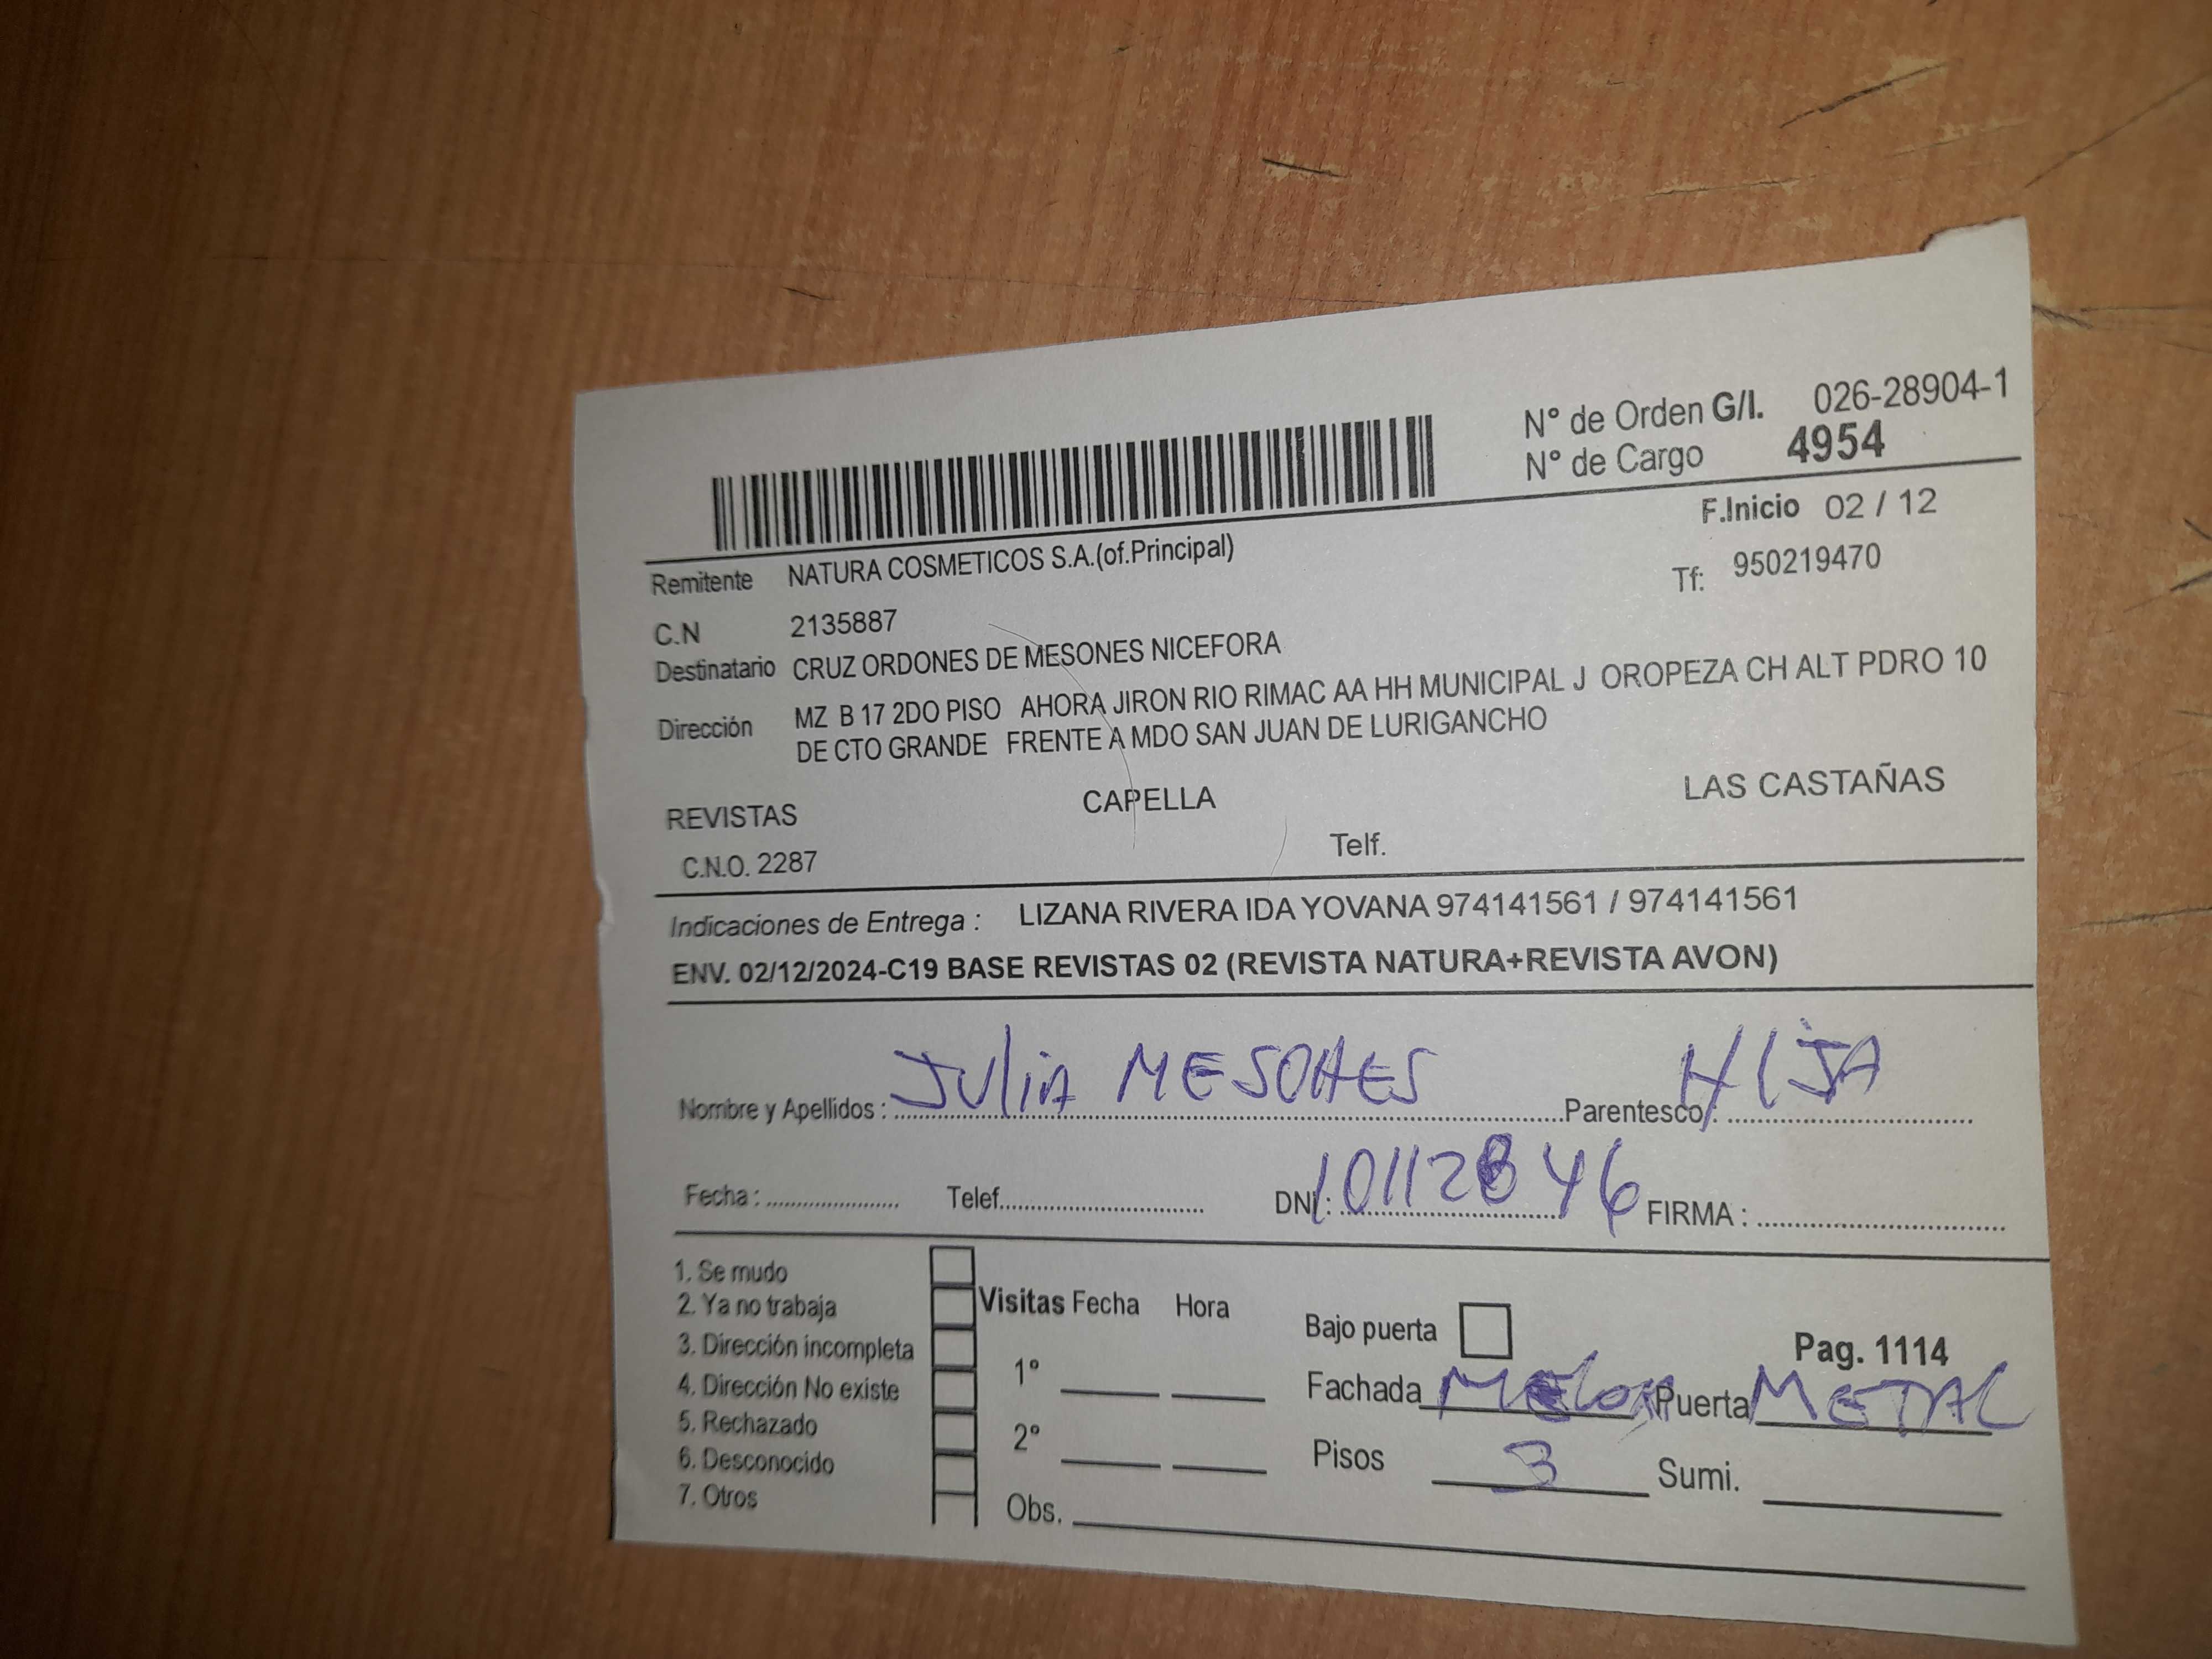 N° de Orden G/I. 026-28904-1
N° de Cargo 4954
F.Inicio 02 / 12
Remitente NATURA COSMETICOS S.A.(of.Principal)
Tf: 950219470
C.N 2135887
Destinatario CRUZ ORDONES DE MESONES NICEFORA
Dirección MZ B 17 2DO PISO AHORA JIRON RIO RIMAC AA HH MUNICIPAL J OROPEZA CH ALT PDRO 10
DE CTO GRANDE FRENTE A MDO SAN JUAN DE LURIGANCHO
REVISTAS CAPELLA LAS CASTAÑAS
C.N.O. 2287 Telf.
Indicaciones de Entrega : LIZANA RIVERA IDA YOVANA 974141561 / 974141561
ENV. 02/12/2024-C19 BASE REVISTAS 02 (REVISTA NATURA+REVISTA AVON)
Nombre y Apellidos : JULIA MESONES Parentesco : HIJA
Fecha : Telef. DNI : 10112846 FIRMA :
1. Se mudo
2. Ya no trabaja Visitas Fecha Hora
3. Dirección incompleta Bajo puerta Pag. 1114
4. Dirección No existe 1° Fachada MELON Puerta METAL
5. Rechazado 2°
6. Desconocido Pisos 3 Sumi.
7. Otros Obs.